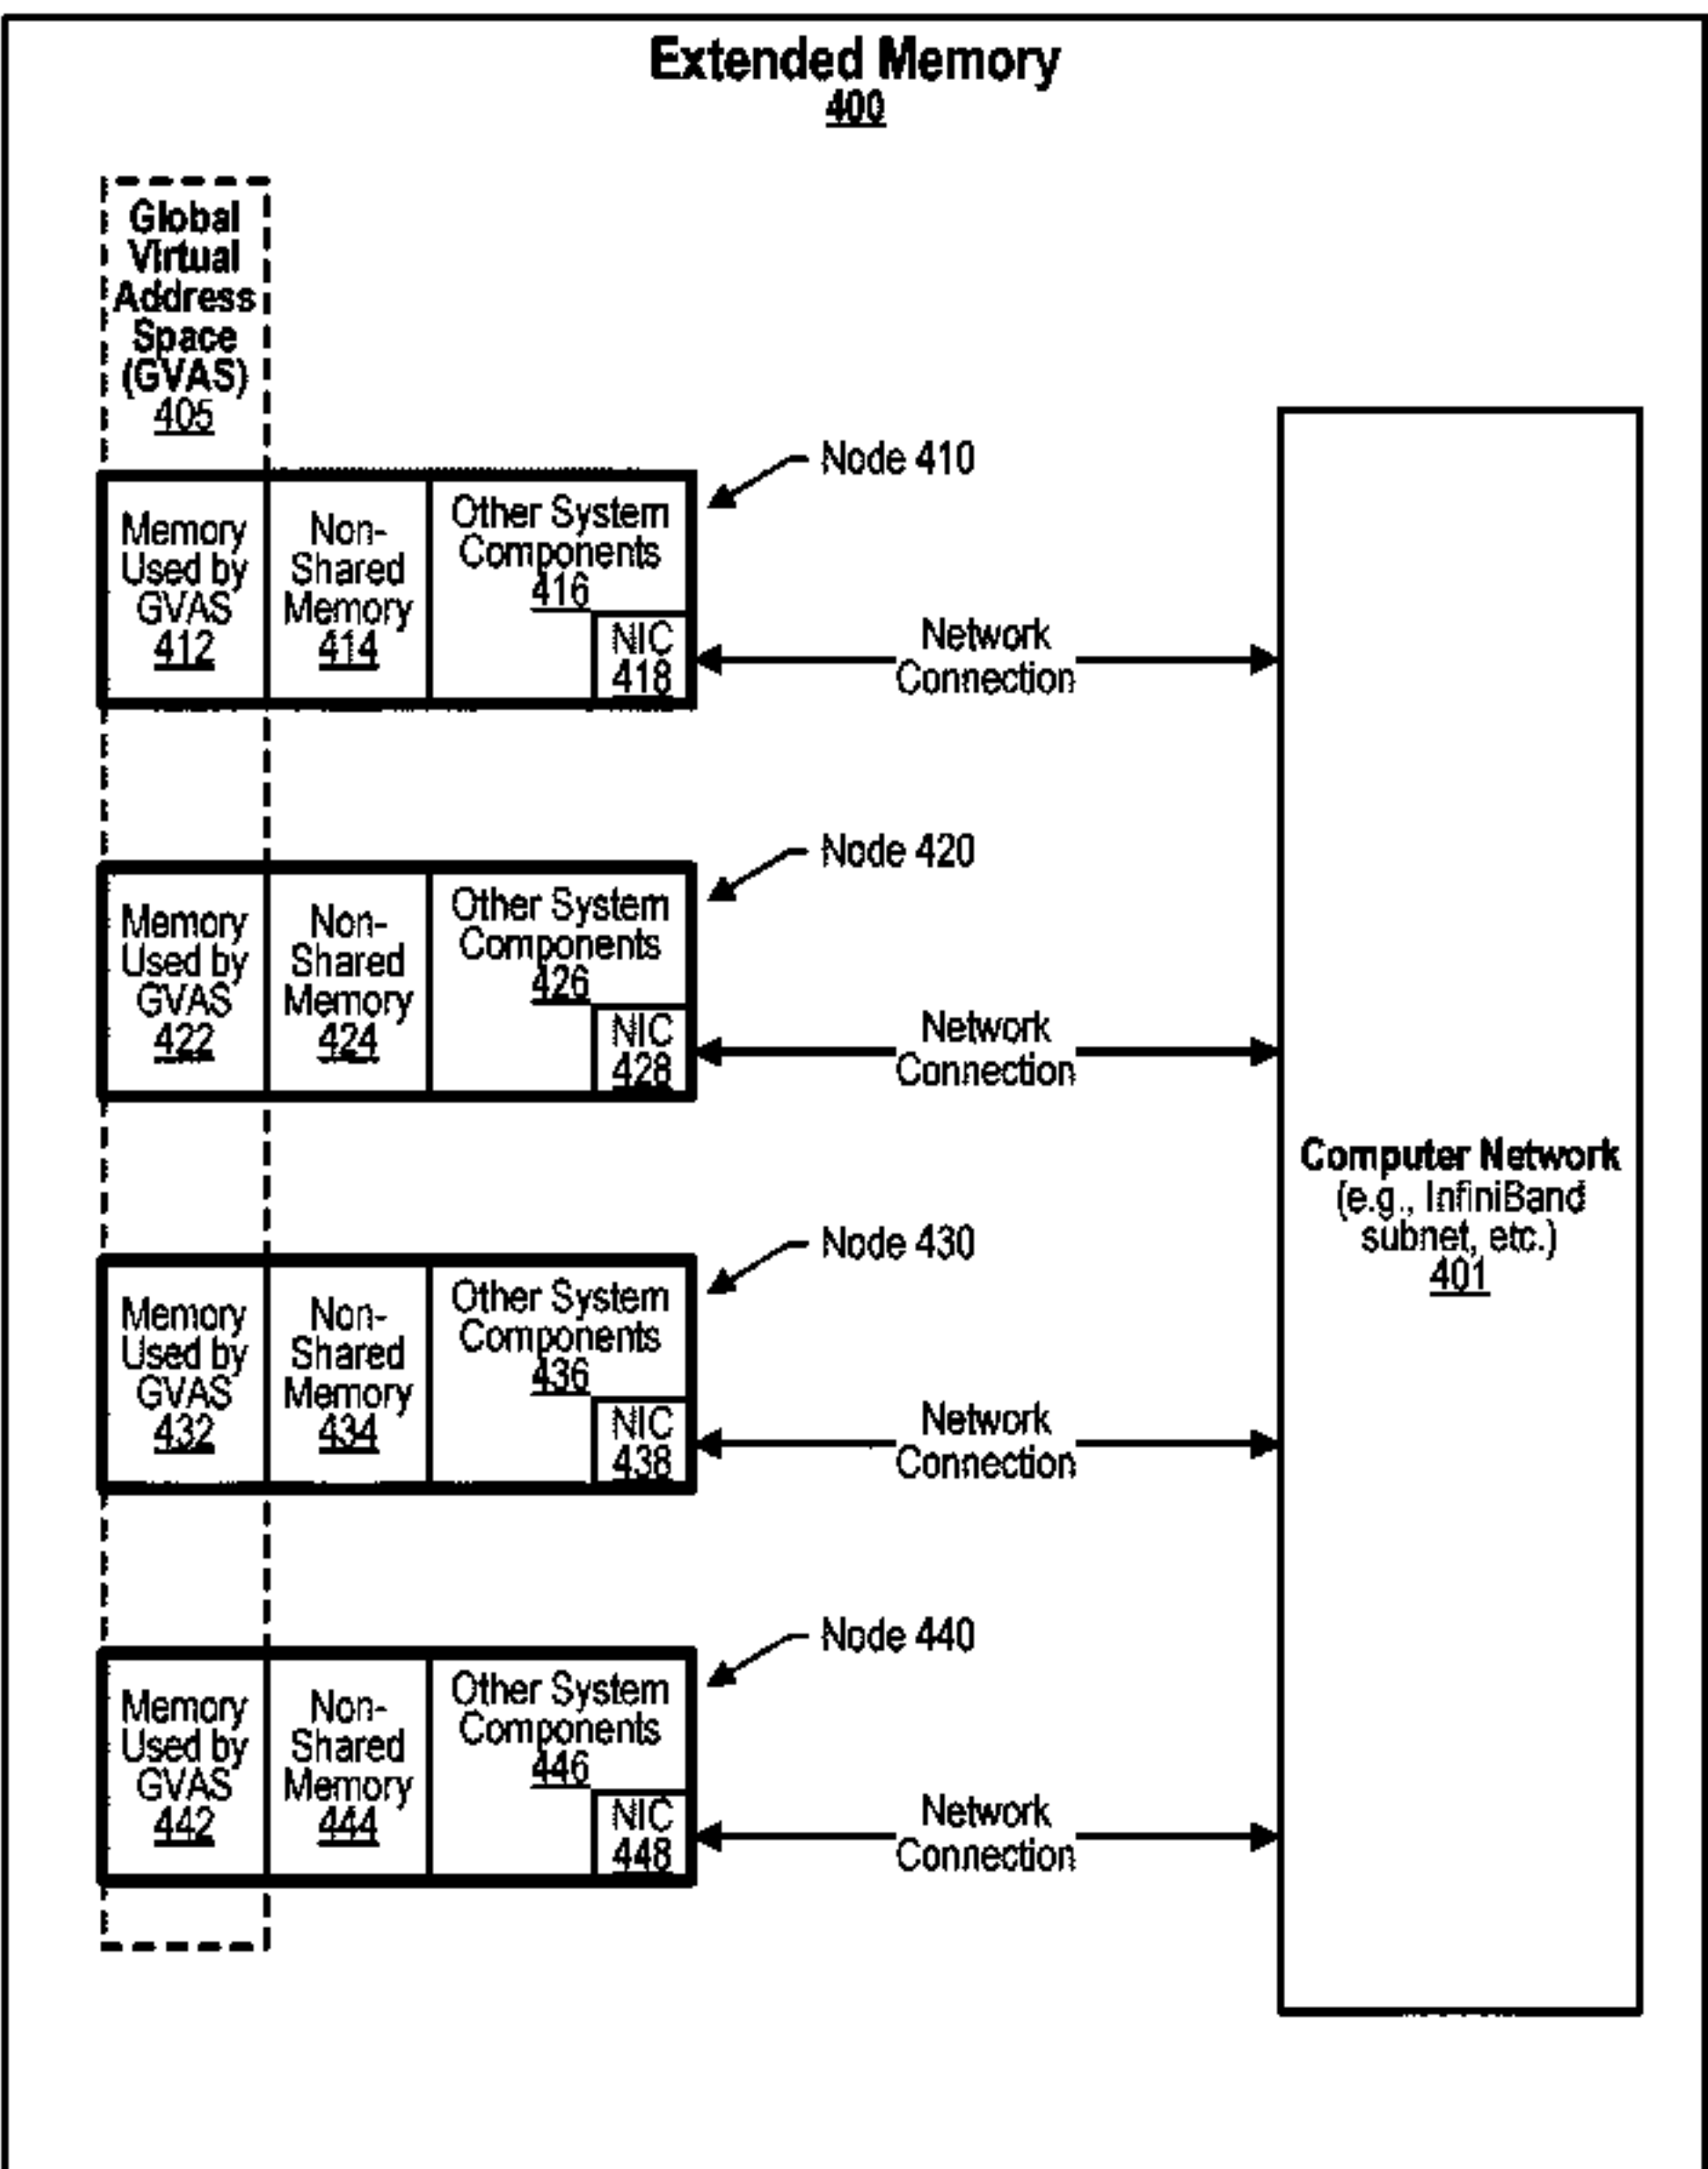 Extended Memory
400
Global
Virtual
Address
Space
(GVAS)
405
Node 410
Memory
Used by
GVAS
412
Non-
Shared
Memory
414
Other System
Components
416
NIC
418
Network
Connection
Node 420
Memory
Used by
GVAS
422
Non-
Shared
Memory
424
Other System
Components
426
NIC
428
Network
Connection
Node 430
Memory
Used by
GVAS
432
Non-
Shared
Memory
434
Other System
Components
436
NIC
438
Network
Connection
Node 440
Memory
Used by
GVAS
442
Non-
Shared
Memory
444
Other System
Components
446
NIC
448
Network
Connection
Computer Network
(e.g., InfiniBand
subnet, etc.)
401